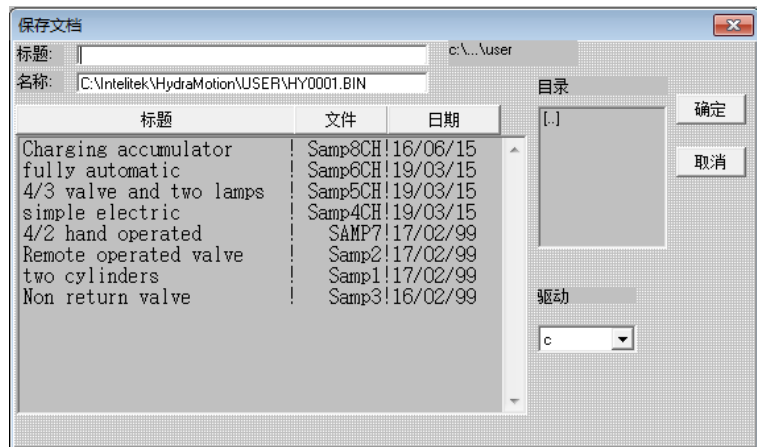 保存文档
标题: c:\...\user
名称: C:\Intelitek\HydraMotion\USER\HY0001.BIN
目录
确定
标题 文件 日期
[..]
取消
Charging accumulator ! Samp8CH!16/06/15
fully automatic ! Samp6CH!19/03/15
4/3 valve and two lamps ! Samp5CH!19/03/15
simple electric ! Samp4CH!19/03/15
4/2 hand operated ! SAMP7!17/02/99
Remote operated valve ! Samp2!17/02/99
two cylinders ! Samp1!17/02/99
Non return valve ! Samp3!16/02/99
驱动
c